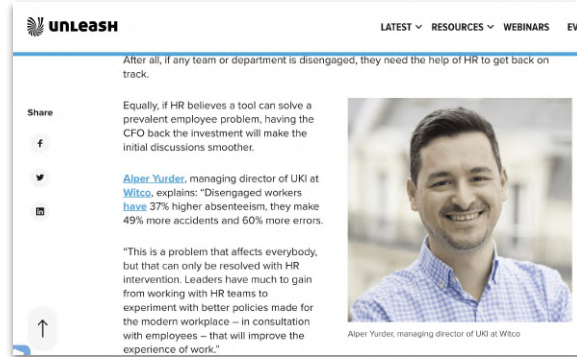 UNLEASH
LATEST RESOURCES WEBINARS
After all, if any team or department is disengaged, they need the help of HR to get back on
track.
Share
Equally, if HR believes a tool can solve a
prevalent employee problem, having the
CFO back the investment will make the
initial discussions smoother.
Alper Yurder, managing director of UKI at
Witco, explains: “Disengaged workers
have 37% higher absenteeism, they make
49% more accidents and 60% more errors.
“This is a problem that affects everybody,
but that can only be resolved with HR
intervention. Leaders have much to gain
from working with HR teams to
experiment with better policies made for
the modern workplace – in consultation
with employees – that will improve the
experience of work.”
Alper Yurder, managing director of UKI at Witco